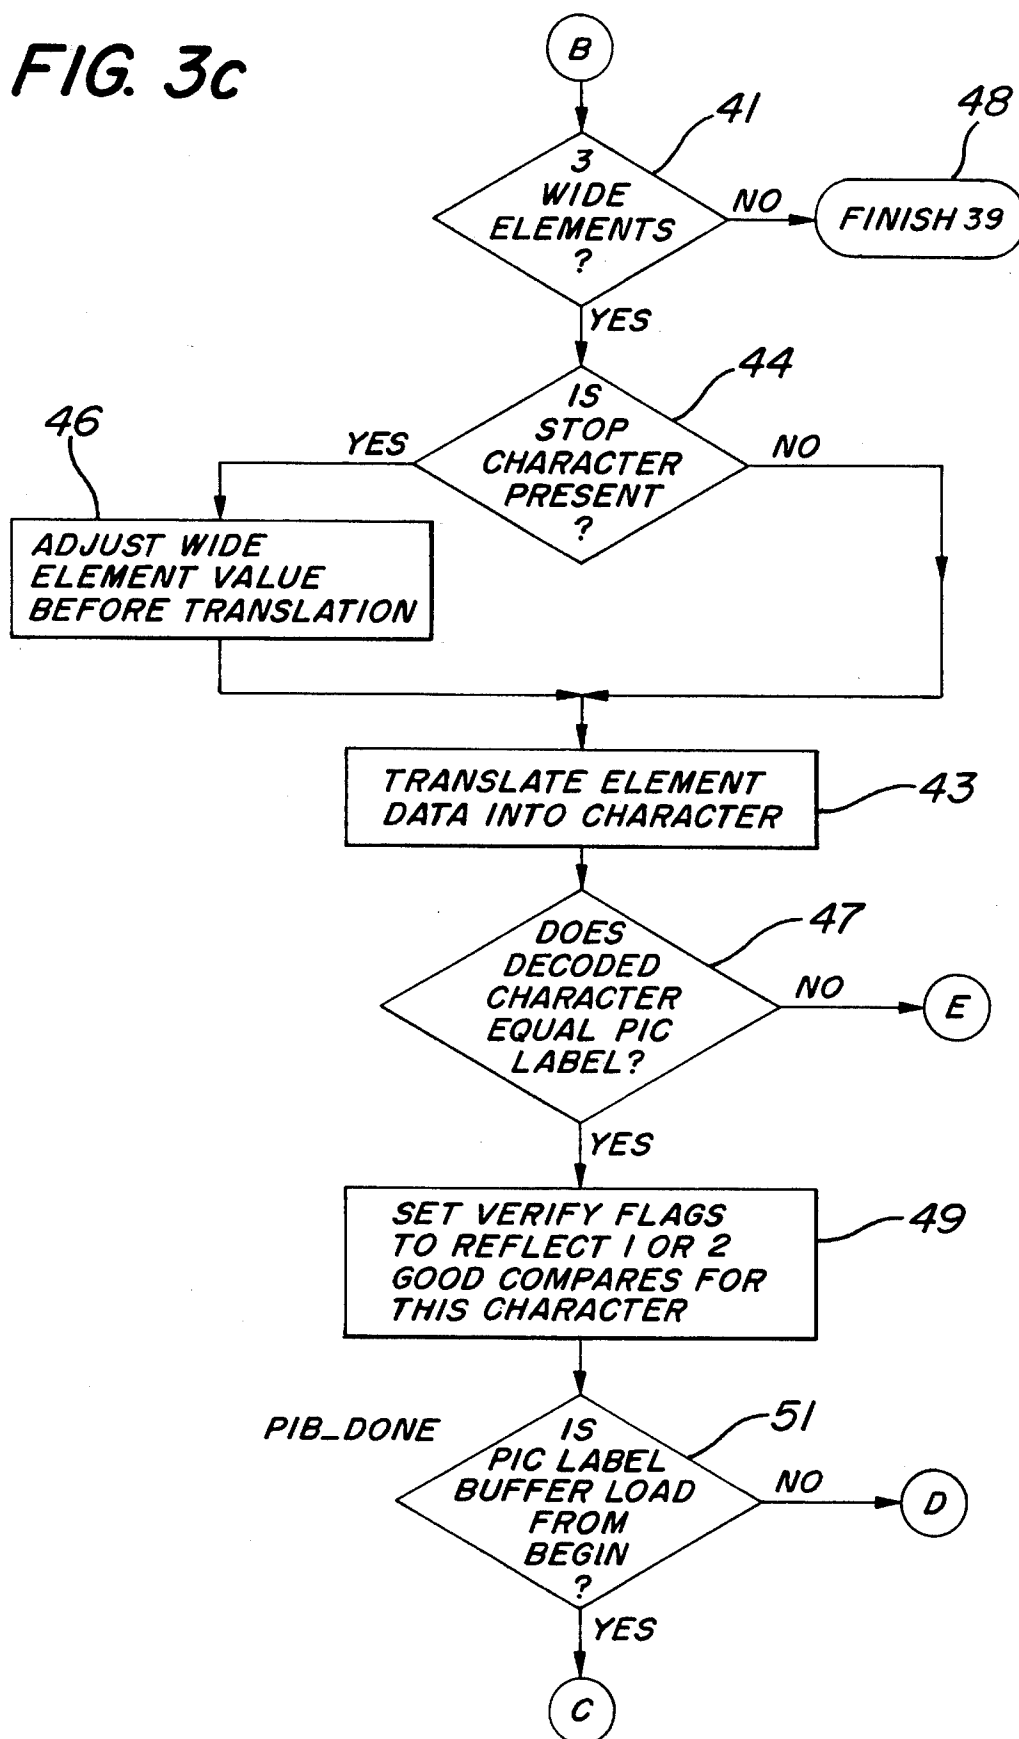 FIG. 3c
B
41
48
3
WIDE
ELEMENTS
?
NO
FINISH 39
YES
44
IS
STOP
CHARACTER
PRESENT
?
46
YES
NO
ADJUST WIDE
ELEMENT VALUE
BEFORE TRANSLATION
TRANSLATE ELEMENT
DATA INTO CHARACTER
43
47
DOES
DECODED
CHARACTER
EQUAL PIC
LABEL?
NO
E
YES
SET VERIFY FLAGS
TO REFLECT 1 OR 2
GOOD COMPARES FOR
THIS CHARACTER
49
PIB_DONE
51
IS
PIC LABEL
BUFFER LOAD
FROM
BEGIN
?
NO
D
YES
C